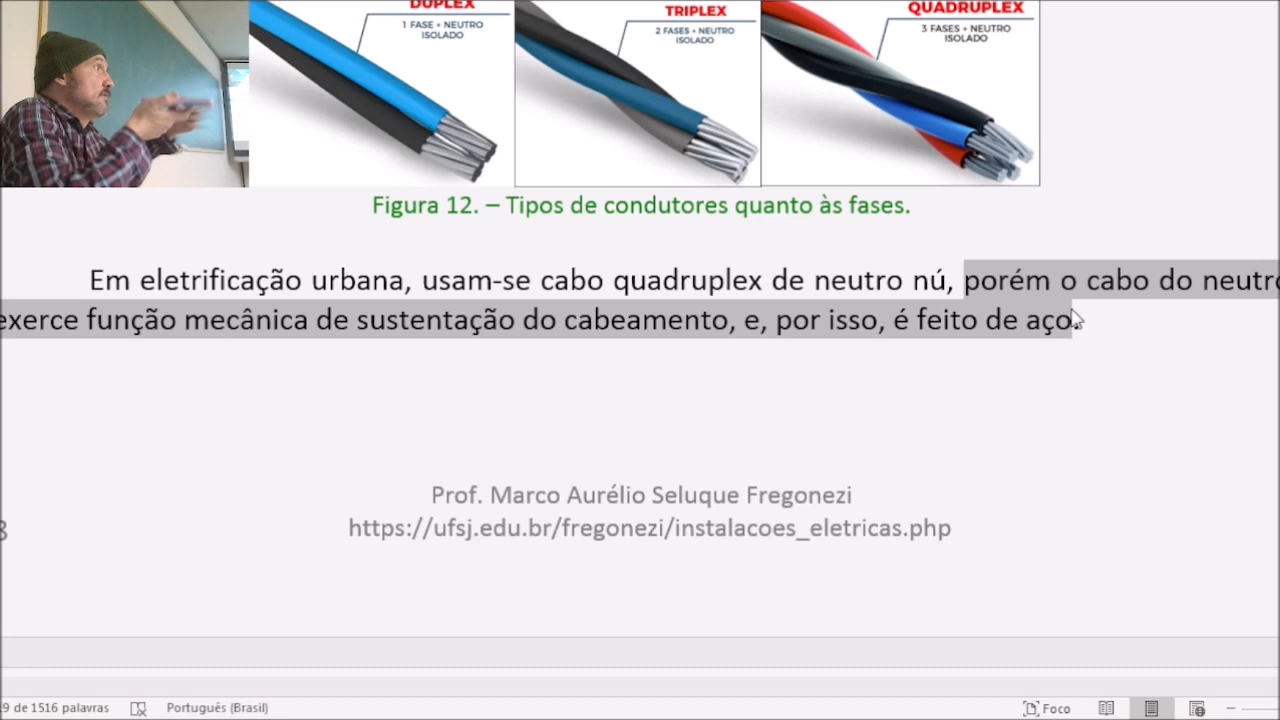 DUPLEX
1 FASE + NEUTRO
ISOLADO
TRIPLEX
2 FASES + NEUTRO
ISOLADO
QUADRUPLEX
3 FASES + NEUTRO
ISOLADO
Figura 12. – Tipos de condutores quanto às fases.
Em eletrificação urbana, usam-se cabo quadruplex de neutro nú, porém o cabo do neutro
exerce função mecânica de sustentação do cabeamento, e, por isso, é feito de aço.
Prof. Marco Aurélio Seluque Fregonezi
https://ufsj.edu.br/fregonezi/instalacoes_eletricas.php
9 de 1516 palavras
Português (Brasil)
Foco